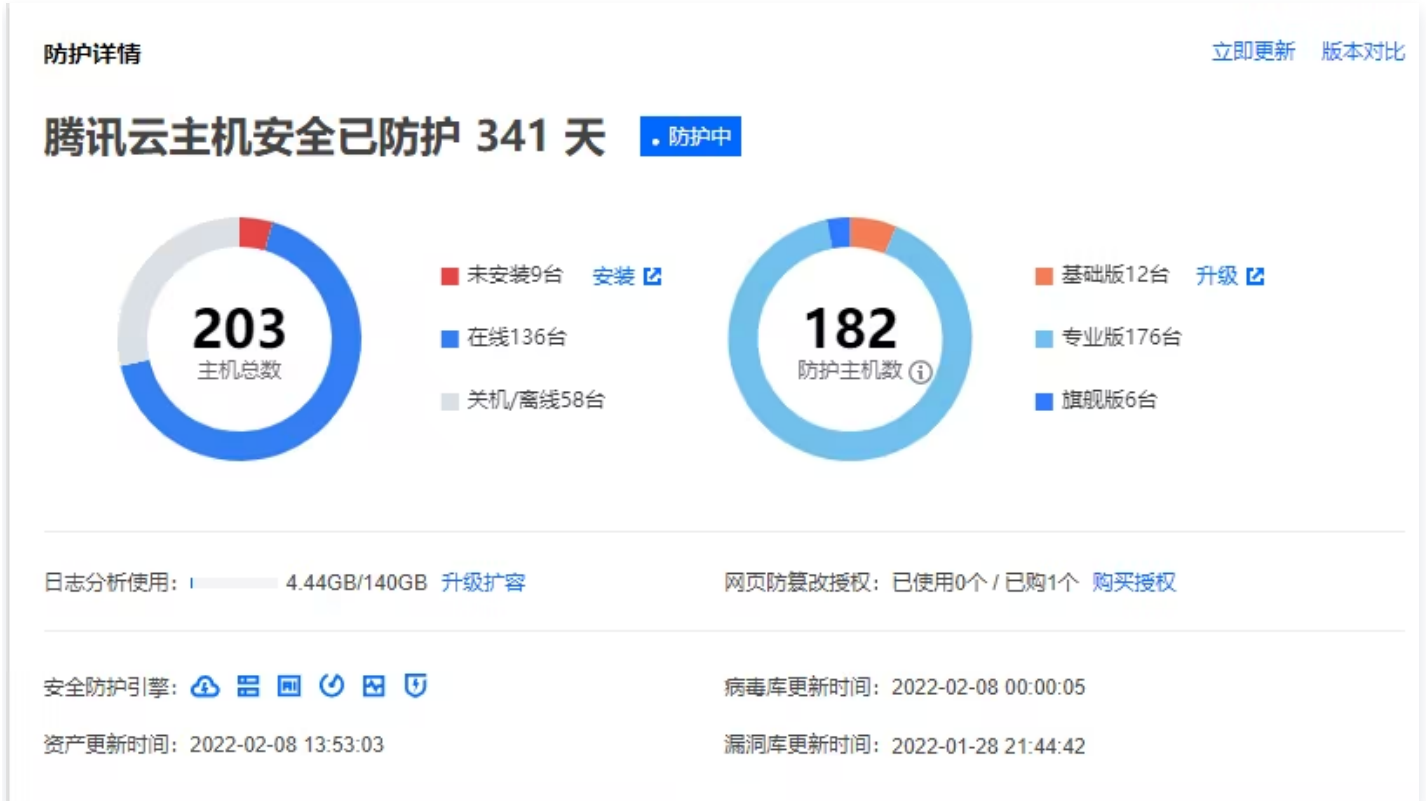 防护详情
立即更新 版本对比
腾讯云主机安全已防护 341 天 防护中
203
主机总数
未安装9台 安装
在线136台
关机/离线58台
182
防护主机数
基础版12台 升级
专业版176台
旗舰版6台
日志分析使用： 4.44GB/140GB 升级扩容
网页防篡改授权： 已使用0个 / 已购1个 购买授权
安全防护引擎：
病毒库更新时间： 2022-02-08 00:00:05
资产更新时间： 2022-02-08 13:53:03
漏洞库更新时间： 2022-01-28 21:44:42